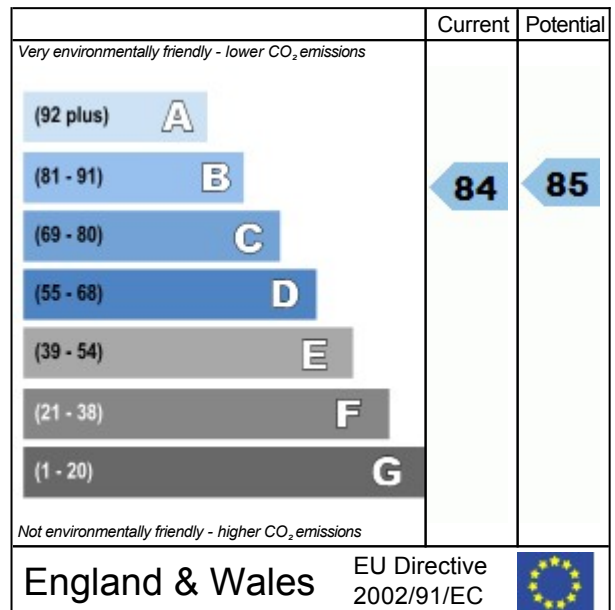 Current Potential
Very environmentally friendly - lower CO₂ emissions
(92 plus) A
(81 - 91) B
84 85
(69 - 80) C
(55 - 68) D
(39 - 54) E
(21 - 38) F
(1 - 20) G
Not environmentally friendly - higher CO₂ emissions
England & Wales
EU Directive
2002/91/EC